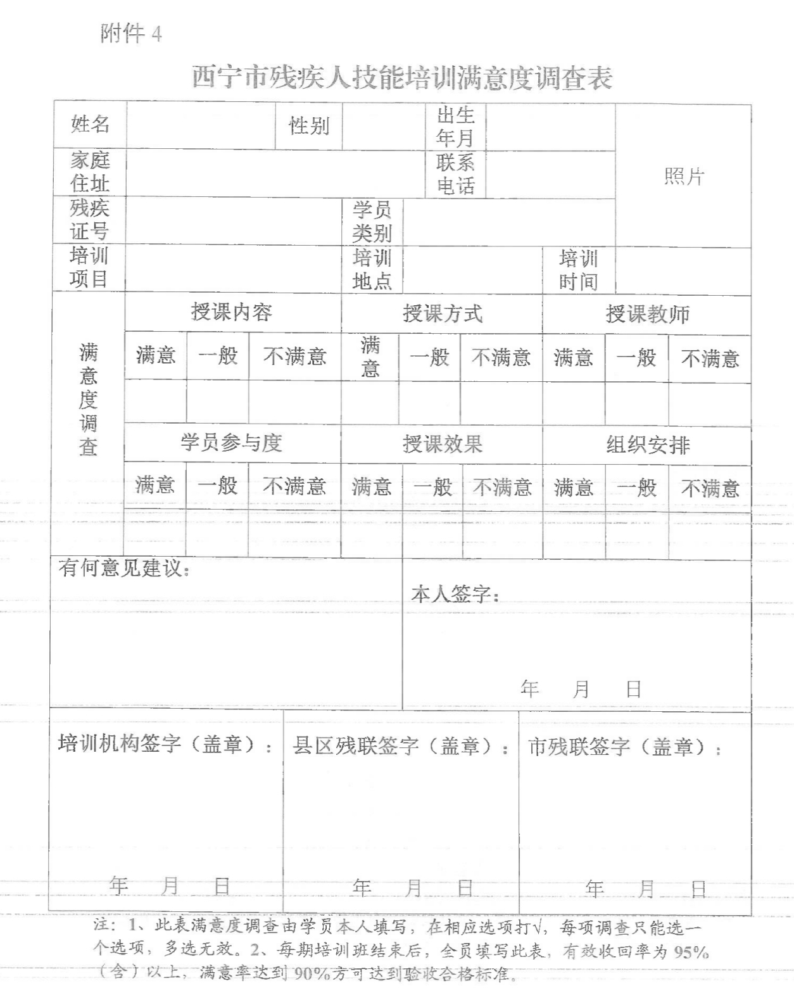 附件 4
西宁市残疾人技能培训满意度调查表
姓名 性别 出生年月 照片
家庭住址 联系电话
残疾证号 学员类别
培训项目 培训地点 培训时间
满意度调查
授课内容 授课方式 授课教师
满意 一般 不满意 满意 一般 不满意 满意 一般 不满意
学员参与度 授课效果 组织安排
满意 一般 不满意 满意 一般 不满意 满意 一般 不满意
有何意见建议：
本人签字：
年 月 日
培训机构签字（盖章）： 县区残联签字（盖章）： 市残联签字（盖章）：
年 月 日 年 月 日 年 月 日
注：1、此表满意度调查由学员本人填写，在相应选项打√，每项调查只能选一
个选项，多选无效。2、每期培训班结束后，全员填写此表，有效收回率为 95%
（含）以上，满意率达到 90%方可达到验收合格标准。